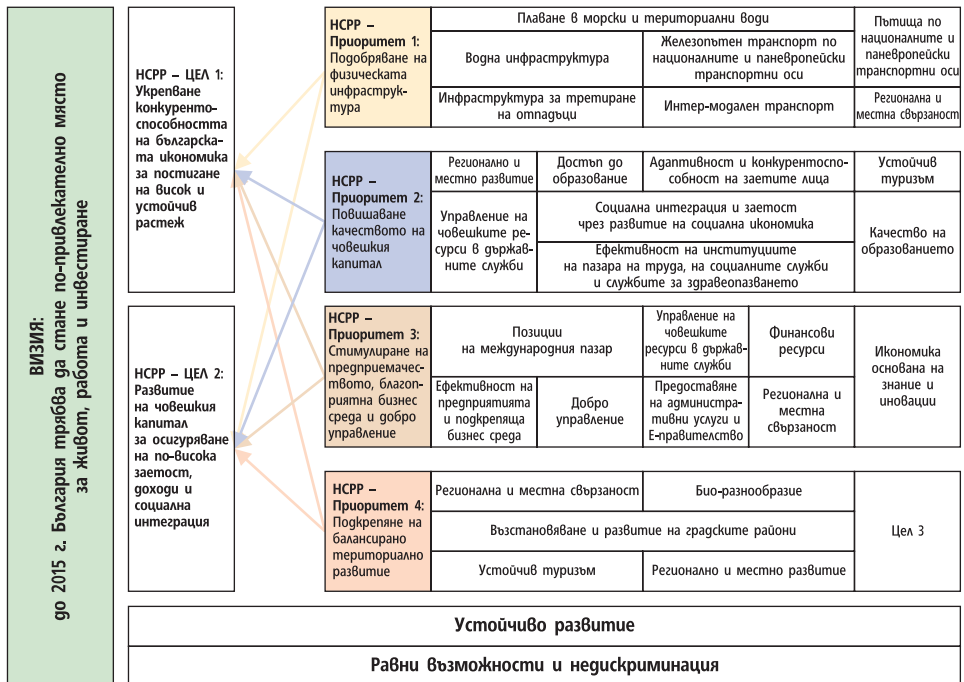 ВИЗИЯ:
до 2015 г. България трябва да стане по-привлекателно място
за живот, работа и инвестиране
НСРР – ЦЕЛ 1:
Укрепване
конкуренто-
способността
на българска-
та икономика
за постигане
на висок и
устойчив
растеж
НСРР – ЦЕЛ 2:
Развитие
на човешкия
капитал
за осигуряване
на по-висока
заетост,
доходи и
социална
интеграция
НСРР –
Приоритет 1:
Подобряване на
физическата
инфраструк-
тура
Плаване в морски и териториални води
Водна инфраструктура
Железопътен транспорт по
националните и паневропейски
транспортни оси
Инфраструктура за третиране
на отпадъци
Интер-модален транспорт
Пътища по
националните и
паневропейски
транспортни оси
Регионална и
местна свързаност
НСРР –
Приоритет 2:
Повишаване
качеството на
човешкия
капитал
Регионално и
местно развитие
Достъп до
образование
Адаптивност и конкурентоспо-
собност на заетите лица
Устойчив
туризъм
Управление на
човешките ре-
сурси в държав-
ните служби
Социална интеграция и заетост
чрез развитие на социална икономика
Ефективност на институциите
на пазара на труда, на социалните служби
и службите за здравеопазването
Качество на
образованието
НСРР –
Приоритет 3:
Стимулиране на
предприемачест-
вото, благо-
приятна бизнес
среда и добро
управление
Позиции
на международния пазар
Управление на
човешките
ресурси в държав-
ните служби
Финансови
ресурси
Ефективност на
предприятията
и подкрепяща
бизнес среда
Добро
управление
Предоставяне
на администра-
тивни услуги и
Е-правителство
Регионална и
местна
свързаност
Икономика
основана на
знание и
иновации
НСРР –
Приоритет 4:
Подкрепяне на
балансирано
териториално
развитие
Регионална и местна свързаност
Био-разнообразие
Възстановяване и развитие на градските райони
Устойчив туризъм
Регионално и местно развитие
Цел 3
Устойчиво развитие
Равни възможности и недискриминация